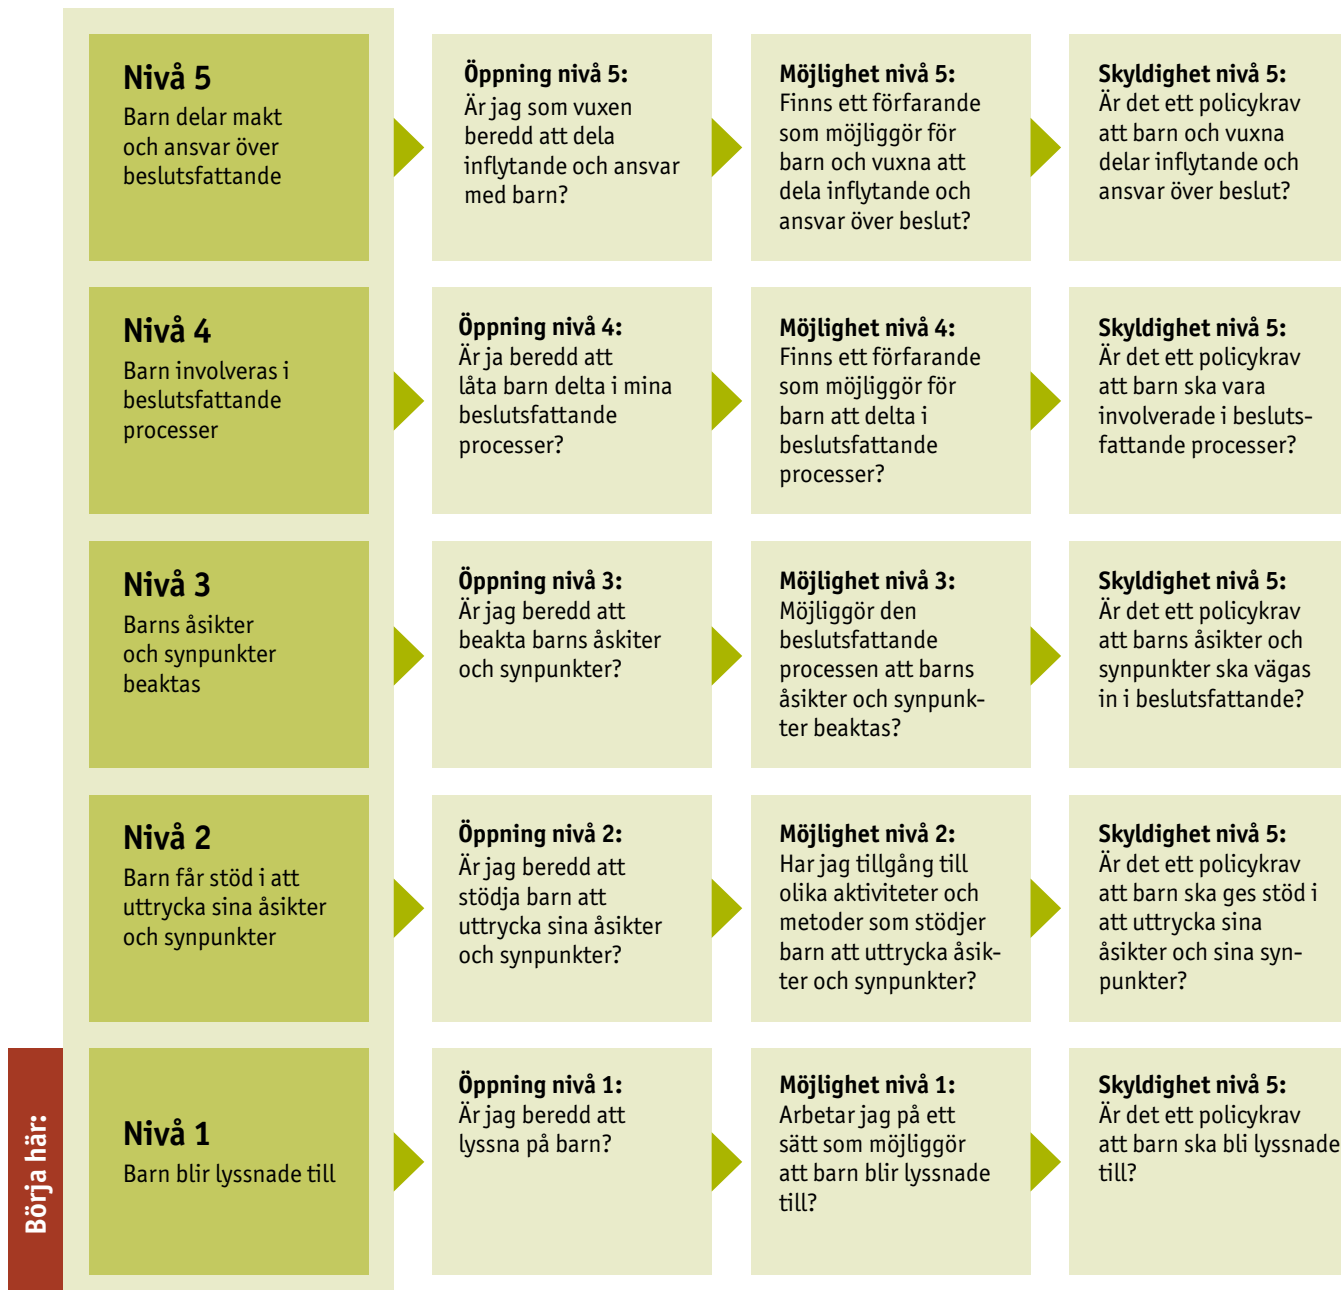 Nivå 5
Barn delar makt
och ansvar över
beslutsfattande
Öppning nivå 5:
Är jag som vuxen
beredd att dela
inflytande och ansvar
med barn?
Möjlighet nivå 5:
Finns ett förfarande
som möjliggör för
barn och vuxna att
dela inflytande och
ansvar över beslut?
Skyldighet nivå 5:
Är det ett policykrav
att barn och vuxna
delar inflytande och
ansvar över beslut?
Nivå 4
Barn involveras i
beslutsfattande
processer
Öppning nivå 4:
Är ja beredd att
låta barn delta i mina
beslutsfattande
processer?
Möjlighet nivå 4:
Finns ett förfarande
som möjliggör för
barn att delta i
beslutsfattande
processer?
Skyldighet nivå 5:
Är det ett policykrav
att barn ska vara
involverade i besluts-
fattande processer?
Nivå 3
Barns åsikter
och synpunkter
beaktas
Öppning nivå 3:
Är jag beredd att
beakta barns åskiter
och synpunkter?
Möjlighet nivå 3:
Möjliggör den
beslutsfattande
processen att barns
åsikter och synpunk-
ter beaktas?
Skyldighet nivå 5:
Är det ett policykrav
att barns åsikter och
synpunkter ska vägas
in i beslutsfattande?
Nivå 2
Barn får stöd i att
uttrycka sina åsikter
och synpunkter
Öppning nivå 2:
Är jag beredd att
stödja barn att
uttrycka sina åsikter
och synpunkter?
Möjlighet nivå 2:
Har jag tillgång till
olika aktiviteter och
metoder som stödjer
barn att uttrycka åsik-
ter och synpunkter?
Skyldighet nivå 5:
Är det ett policykrav
att barn ska ges stöd i
att uttrycka sina
åsikter och sina syn-
punkter?
Börja här:
Nivå 1
Barn blir lyssnade till
Öppning nivå 1:
Är jag beredd att
lyssna på barn?
Möjlighet nivå 1:
Arbetar jag på ett
sätt som möjliggör
att barn blir lyssnade
till?
Skyldighet nivå 5:
Är det ett policykrav
att barn ska bli lyssnade
till?